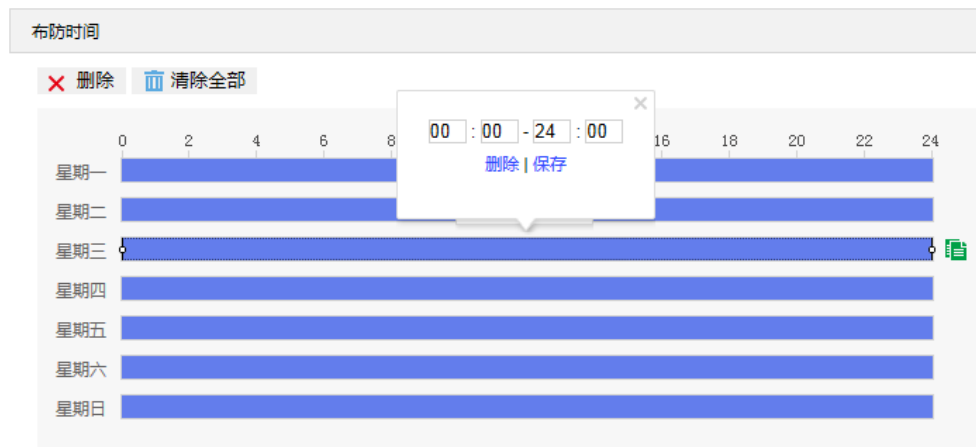 布防时间
删除 清除全部
00 : 00 - 24 : 00
删除 | 保存
0 2 4 6 8 16 18 20 22 24
星期一
星期二
星期三
星期四
星期五
星期六
星期日